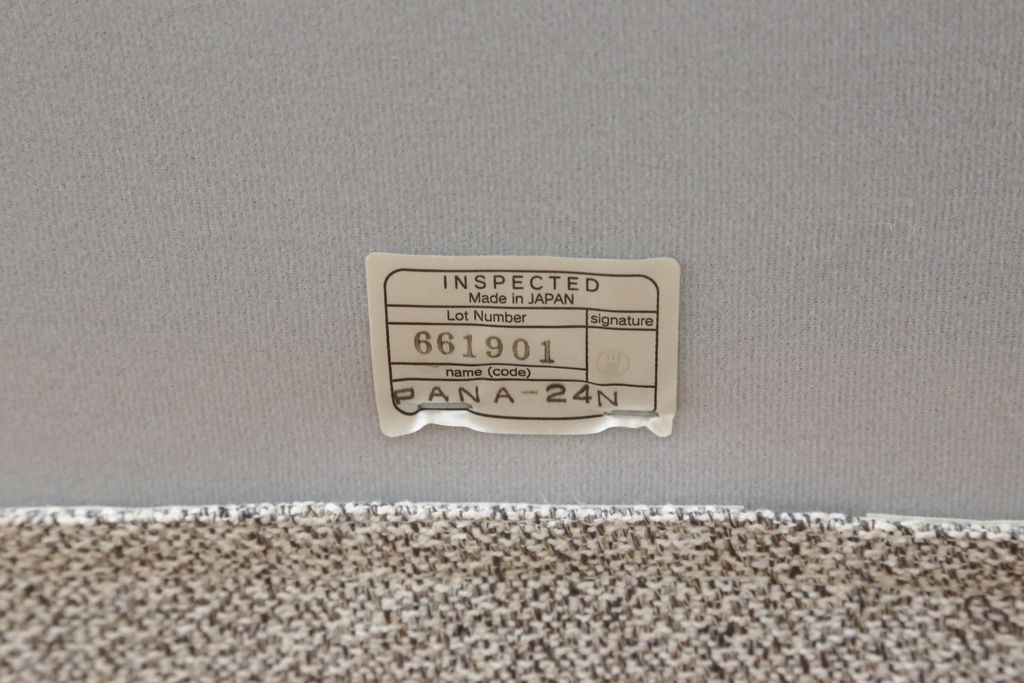 INSPECTED
Made in JAPAN
Lot Number
signature
661901
name (code)
PANA-24N